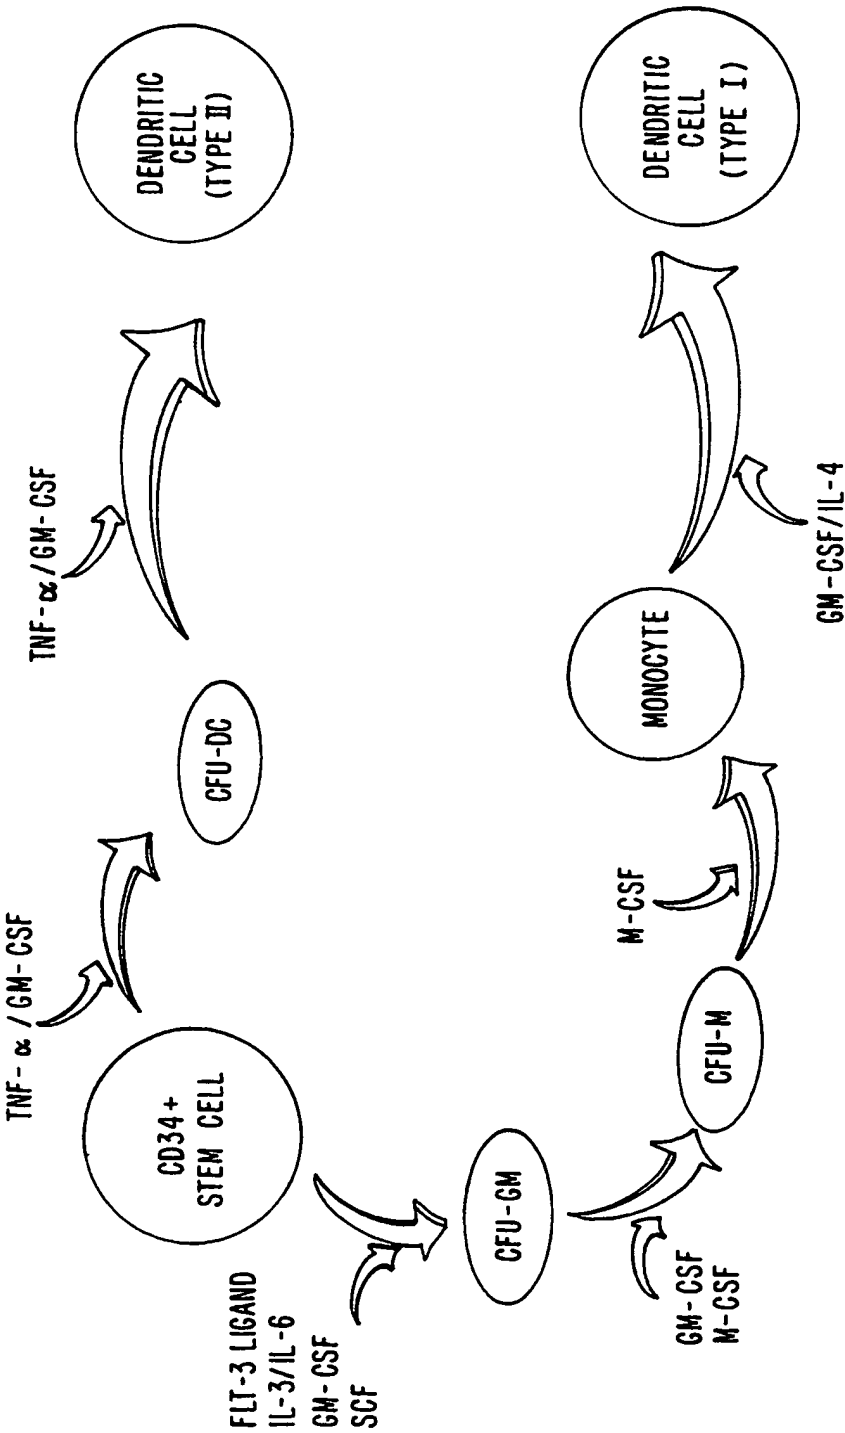 TNF-α / GM-CSF
TNF-α / GM-CSF
CD34+
STEM CELL
CFU-DC
DENDRITIC
CELL
(TYPE II)
FLT-3 LIGAND
IL-3/IL-6
GM-CSF
SCF
CFU-GM
M-CSF
MONOCYTE
DENDRITIC
CELL
(TYPE I)
GM-CSF
M-CSF
CFU-M
GM-CSF/IL-4